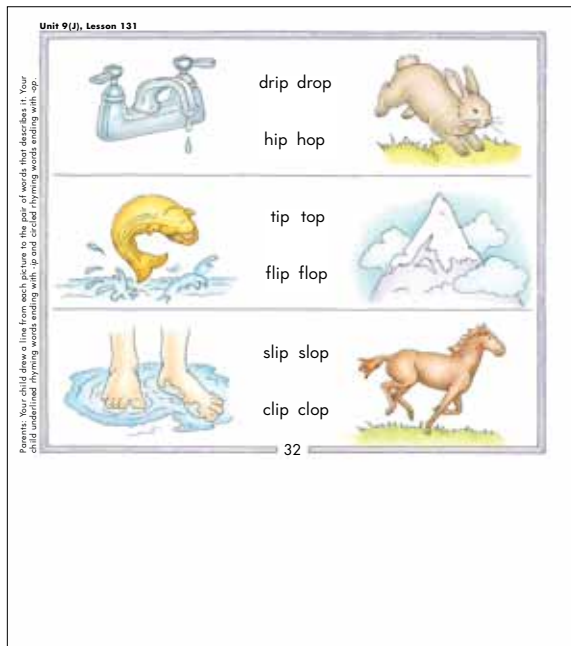 Unit 9(J), Lesson 131
Parents: Your child drew a line from each picture to the pair of words that describes it. Your
child underlined rhyming words ending with -ip and circled rhyming words ending with -op.
drip drop
hip hop
tip top
flip flop
slip slop
clip clop
32